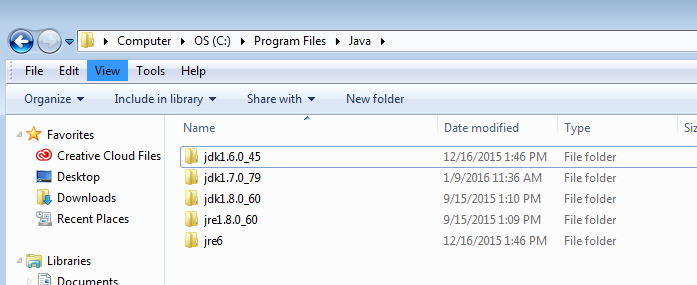 Computer OS (C:) Program Files Java
File Edit View Tools Help
Organize Include in library Share with New folder
Favorites
Creative Cloud Files
Desktop
Downloads
Recent Places
Libraries
Documents
Name Date modified Type Siz
jdk1.6.0_45 12/16/2015 1:46 PM File folder
jdk1.7.0_79 1/9/2016 11:36 AM File folder
jdk1.8.0_60 9/15/2015 1:10 PM File folder
jre1.8.0_60 9/15/2015 1:09 PM File folder
jre6 12/16/2015 1:46 PM File folder